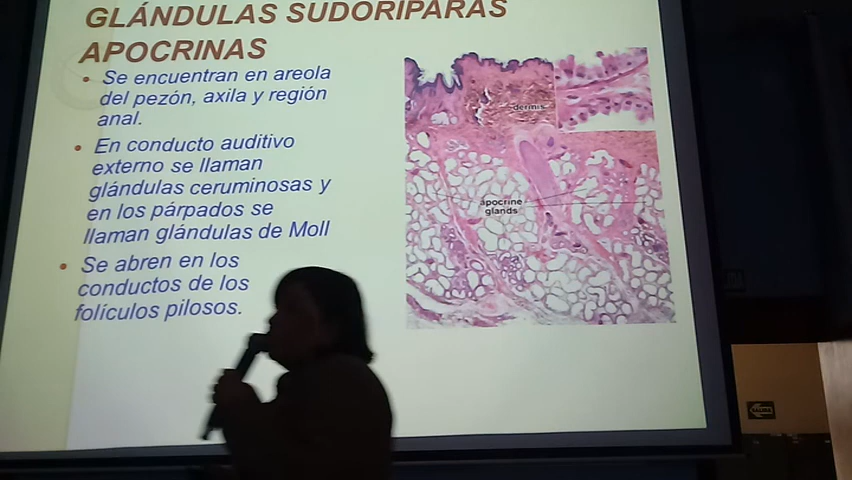 GLÁNDULAS SUDORÍPARAS
APOCRINAS
• Se encuentran en areola
del pezón, axila y región
anal.
• En conducto auditivo
externo se llaman
glándulas ceruminosas y
en los párpados se
llaman glándulas de Moll
• Se abren en los
conductos de los
folículos pilosos.
dermis
apocrine
glands
SALIDA